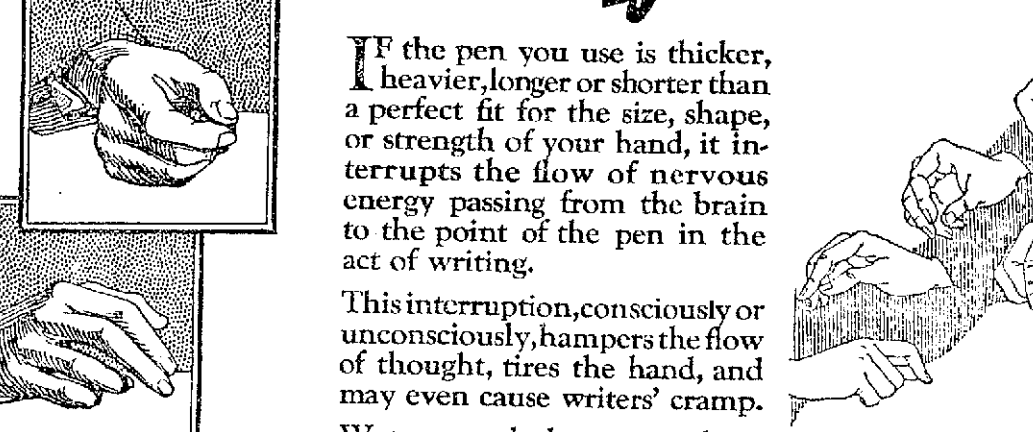 IF the pen you use is thicker,
heavier, longer or shorter than
a perfect fit for the size, shape,
or strength of your hand, it in-
terrupts the flow of nervous
energy passing from the brain
to the point of the pen in the
act of writing.
This interruption, consciously or
unconsciously, hampers the flow
of thought, tires the hand, and
may even cause writers' cramp.